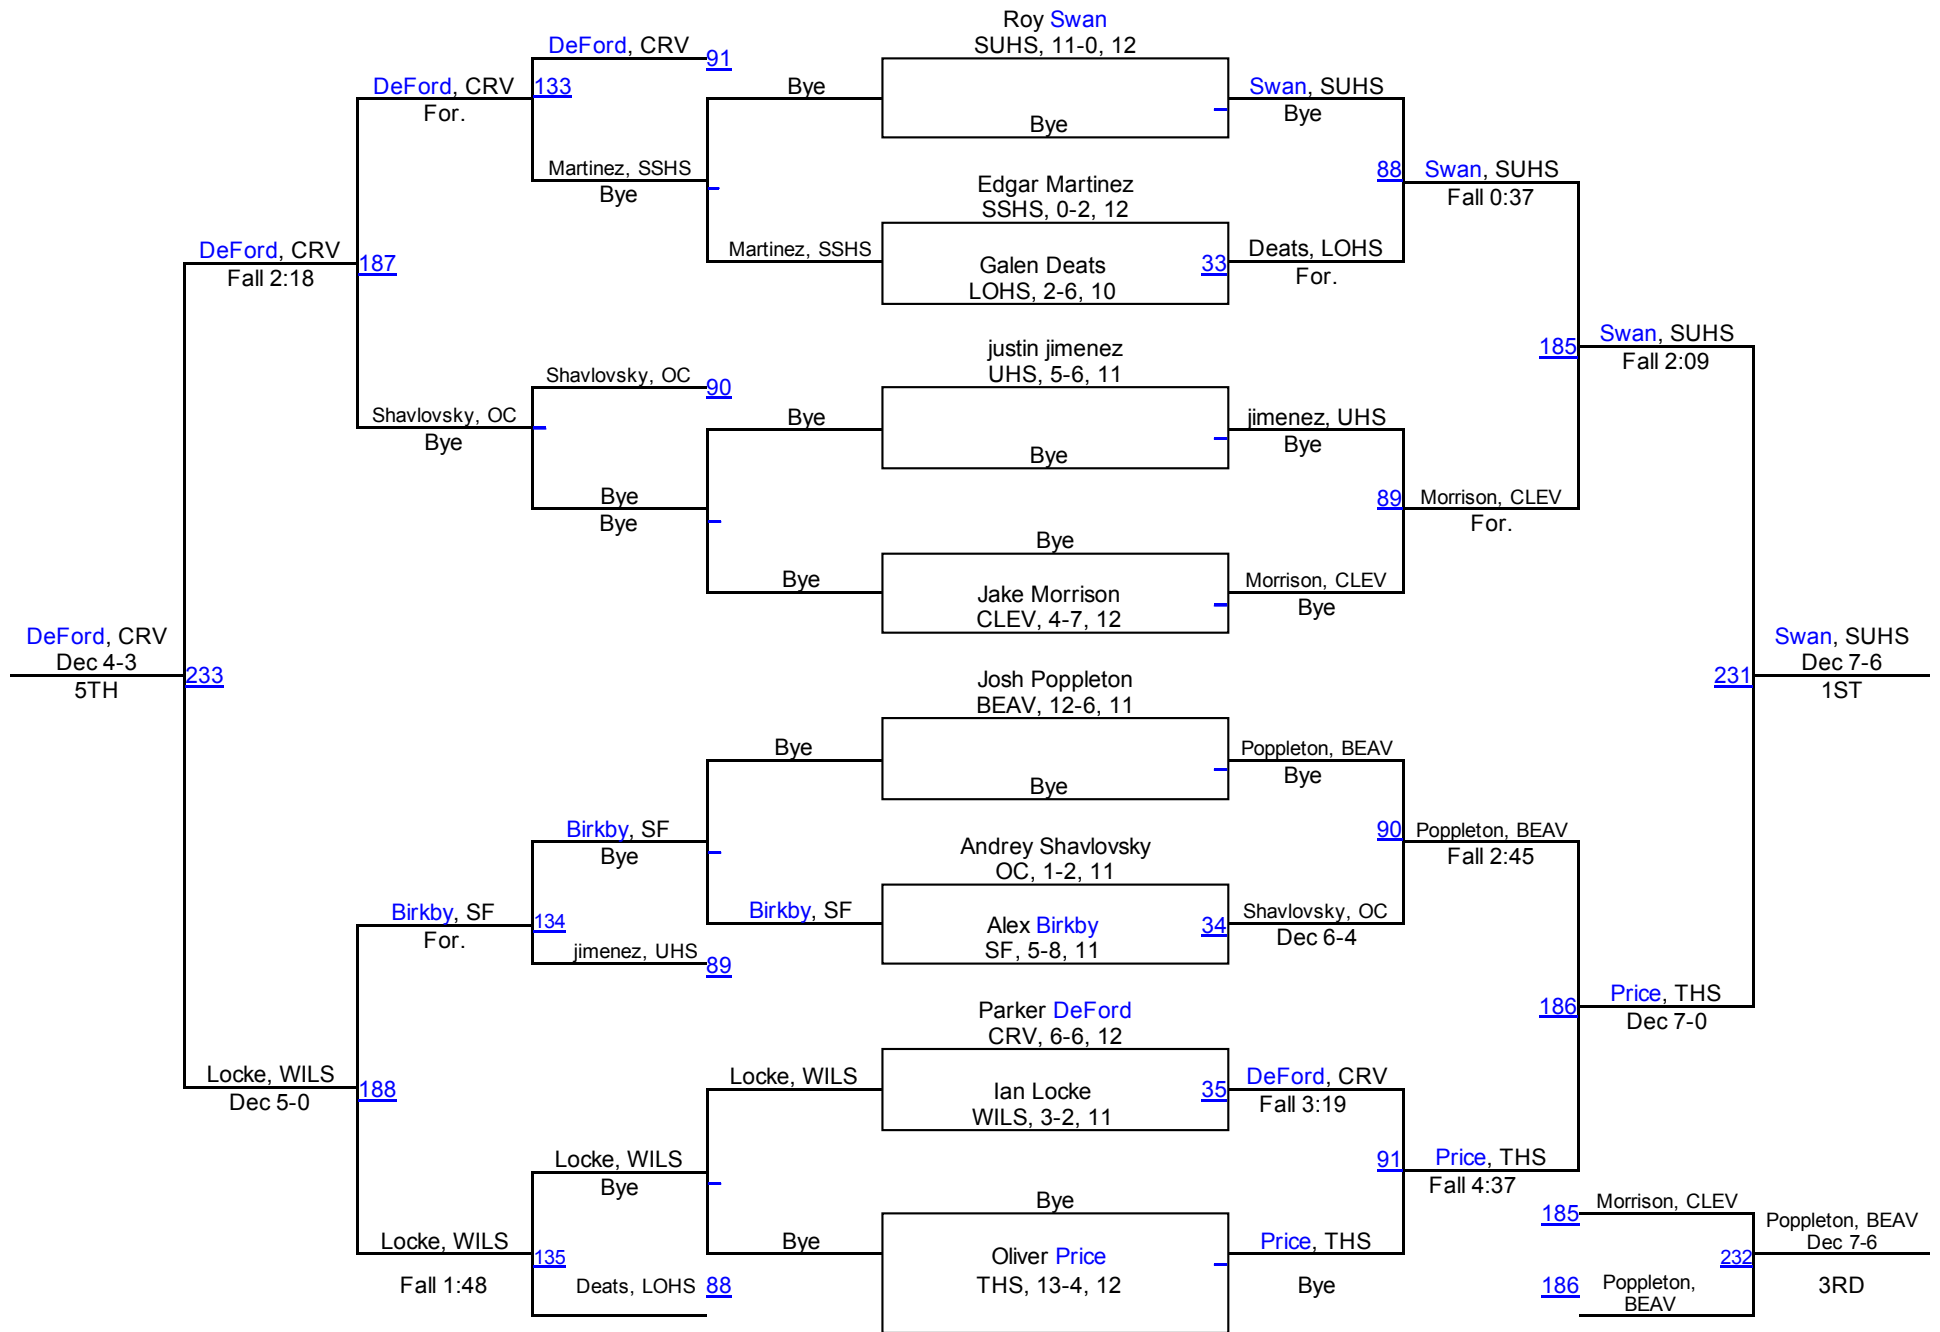 Roy Swan
SUHS, 11-0, 12
DeFord, CRV
91
DeFord, CRV
133
For.
Bye
Swan, SUHS
Bye
Bye
Martinez, SSHS
Bye
88
Swan, SUHS
Fall 0:37
Edgar Martinez
SSHS, 0-2, 12
Martinez, SSHS
Galen Deats
LOHS, 2-6, 10
33
Deats, LOHS
For.
DeFord, CRV
Fall 2:18
187
justin jimenez
UHS, 5-6, 11
185
Swan, SUHS
Fall 2:09
Shavlovsky, OC
90
Shavlovsky, OC
Bye
Bye
jimenez, UHS
Bye
Bye
Bye
Bye
89
Morrison, CLEV
For.
Bye
Bye
Jake Morrison
CLEV, 4-7, 12
Morrison, CLEV
Bye
DeFord, CRV
Dec 4-3
5TH
233
Swan, SUHS
Dec 7-6
1ST
231
Josh Poppleton
BEAV, 12-6, 11
Bye
Poppleton, BEAV
Bye
Bye
Birkby, SF
Bye
90
Poppleton, BEAV
Fall 2:45
Andrey Shavlovsky
OC, 1-2, 11
Birkby, SF
For.
134
Birkby, SF
Alex Birkby
SF, 5-8, 11
34
Shavlovsky, OC
Dec 6-4
jimenez, UHS
89
186
Price, THS
Dec 7-0
Parker DeFord
CRV, 6-6, 12
Locke, WILS
Dec 5-0
188
Locke, WILS
Ian Locke
WILS, 3-2, 11
35
DeFord, CRV
Fall 3:19
Locke, WILS
Bye
91
Price, THS
Fall 4:37
Bye
Locke, WILS
Fall 1:48
135
Bye
Oliver Price
THS, 13-4, 12
Price, THS
Bye
Deats, LOHS
88
185
Morrison, CLEV
186
Poppleton,
BEAV
232
Poppleton, BEAV
Dec 7-6
3RD